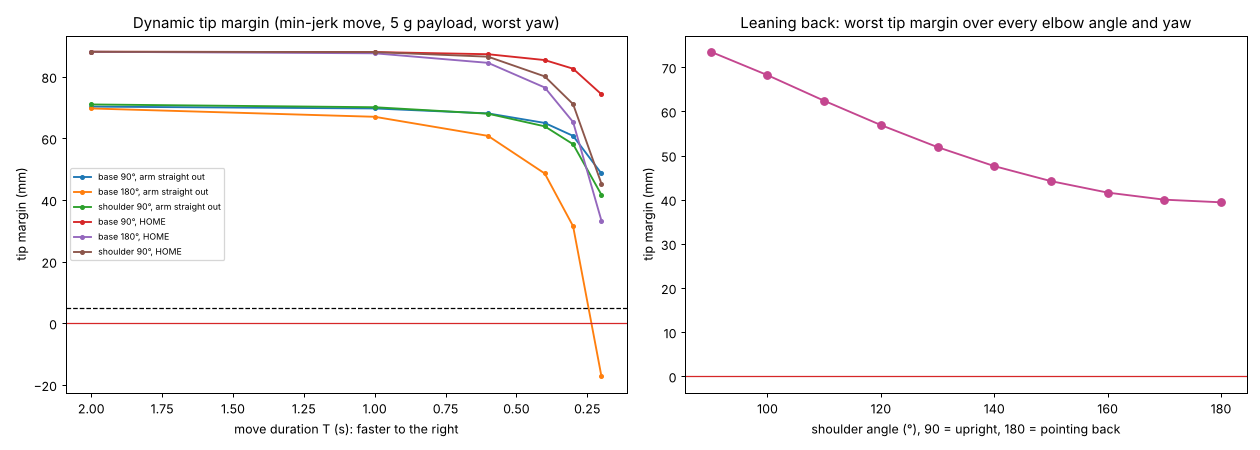 Dynamic tip margin (min-jerk move, 5 g payload, worst yaw)
tip margin (mm)
80
60
40
20
0
−20
base 90°, arm straight out
base 180°, arm straight out
shoulder 90°, arm straight out
base 90°, HOME
base 180°, HOME
shoulder 90°, HOME
2.00 1.75 1.50 1.25 1.00 0.75 0.50 0.25
move duration T (s): faster to the right
Leaning back: worst tip margin over every elbow angle and yaw
tip margin (mm)
70
60
50
40
30
20
10
0
100 120 140 160 180
shoulder angle (°), 90 = upright, 180 = pointing back